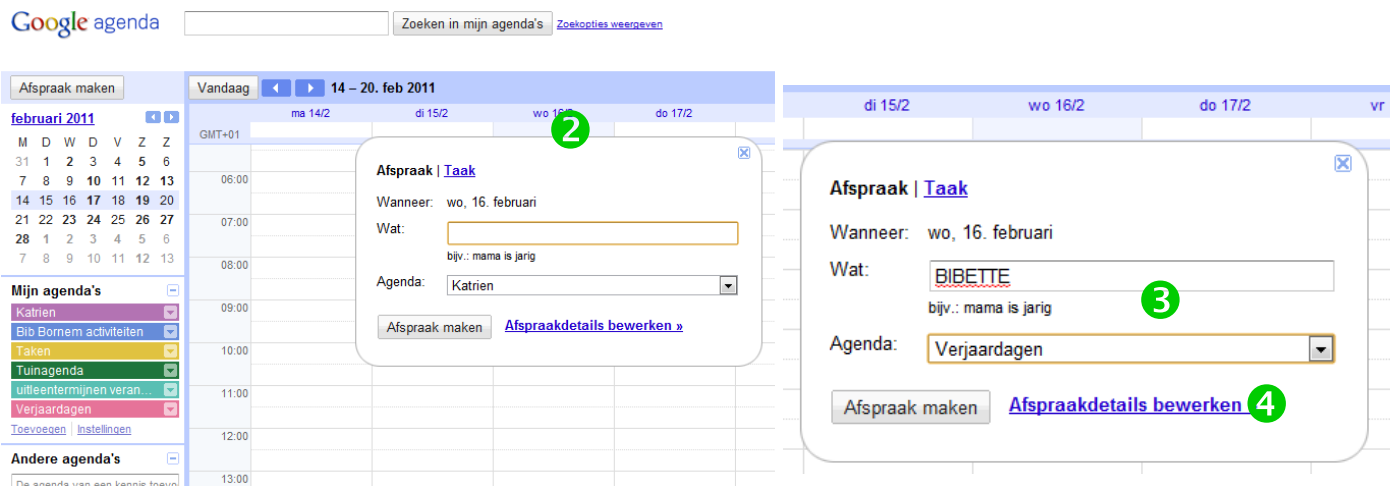 Google agenda
Zoeken in mijn agenda's Zoekopties weergeven
Afspraak maken
februari 2011
M D W D V Z Z
31 1 2 3 4 5 6
7 8 9 10 11 12 13
14 15 16 17 18 19 20
21 22 23 24 25 26 27
28 1 2 3 4 5 6
7 8 9 10 11 12 13
Mijn agenda's
Katrien
Bib Bornem activiteiten
Taken
Tuinagenda
uitleentermijnen veran...
Verjaardagen
Toevoegen Instellingen
Andere agenda's
De agenda van een kennis toevo
Vandaag 14 – 20. feb 2011
ma 14/2 di 15/2 wo 16/2 do 17/2
GMT+01
06:00
07:00
08:00
09:00
10:00
11:00
12:00
13:00
2
Afspraak | Taak
Wanneer: wo, 16. februari
Wat:
bijv.: mama is jarig
Agenda: Katrien
Afspraak maken Afspraakdetails bewerken »
di 15/2 wo 16/2 do 17/2 vr
Afspraak | Taak
Wanneer: wo, 16. februari
Wat: BIBETTE
bijv.: mama is jarig
3
Agenda: Verjaardagen
Afspraak maken Afspraakdetails bewerken 4